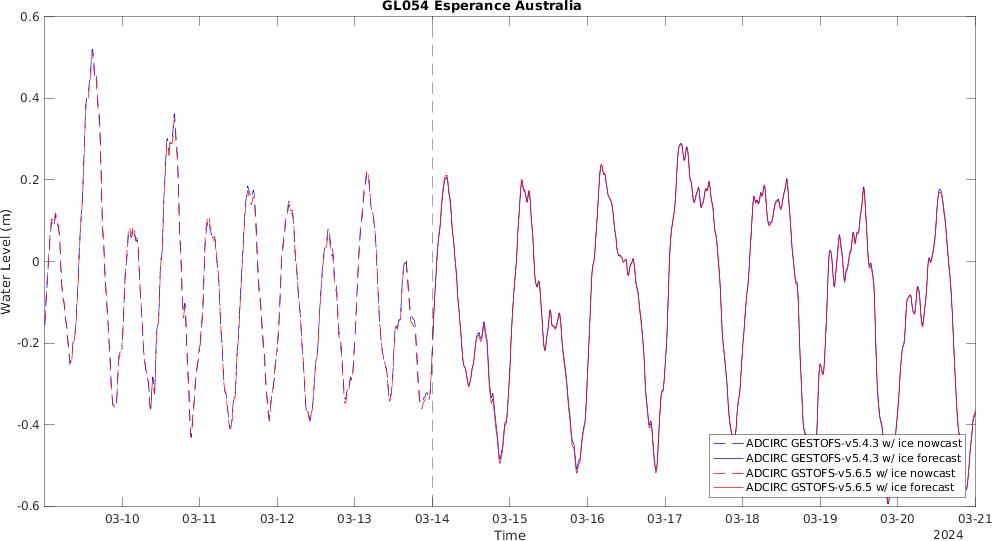 GL054 Esperance Australia
Water Level (m)
0.6
0.4
0.2
0
-0.2
-0.4
-0.6
03-10
03-11
03-12
03-13
03-14
03-15
03-16
03-17
03-18
03-19
03-20
03-21
Time
2024
ADCIRC GESTOFS-v5.4.3 w/ ice nowcast
ADCIRC GESTOFS-v5.4.3 w/ ice forecast
ADCIRC GSTOFS-v5.6.5 w/ ice nowcast
ADCIRC GSTOFS-v5.6.5 w/ ice forecast